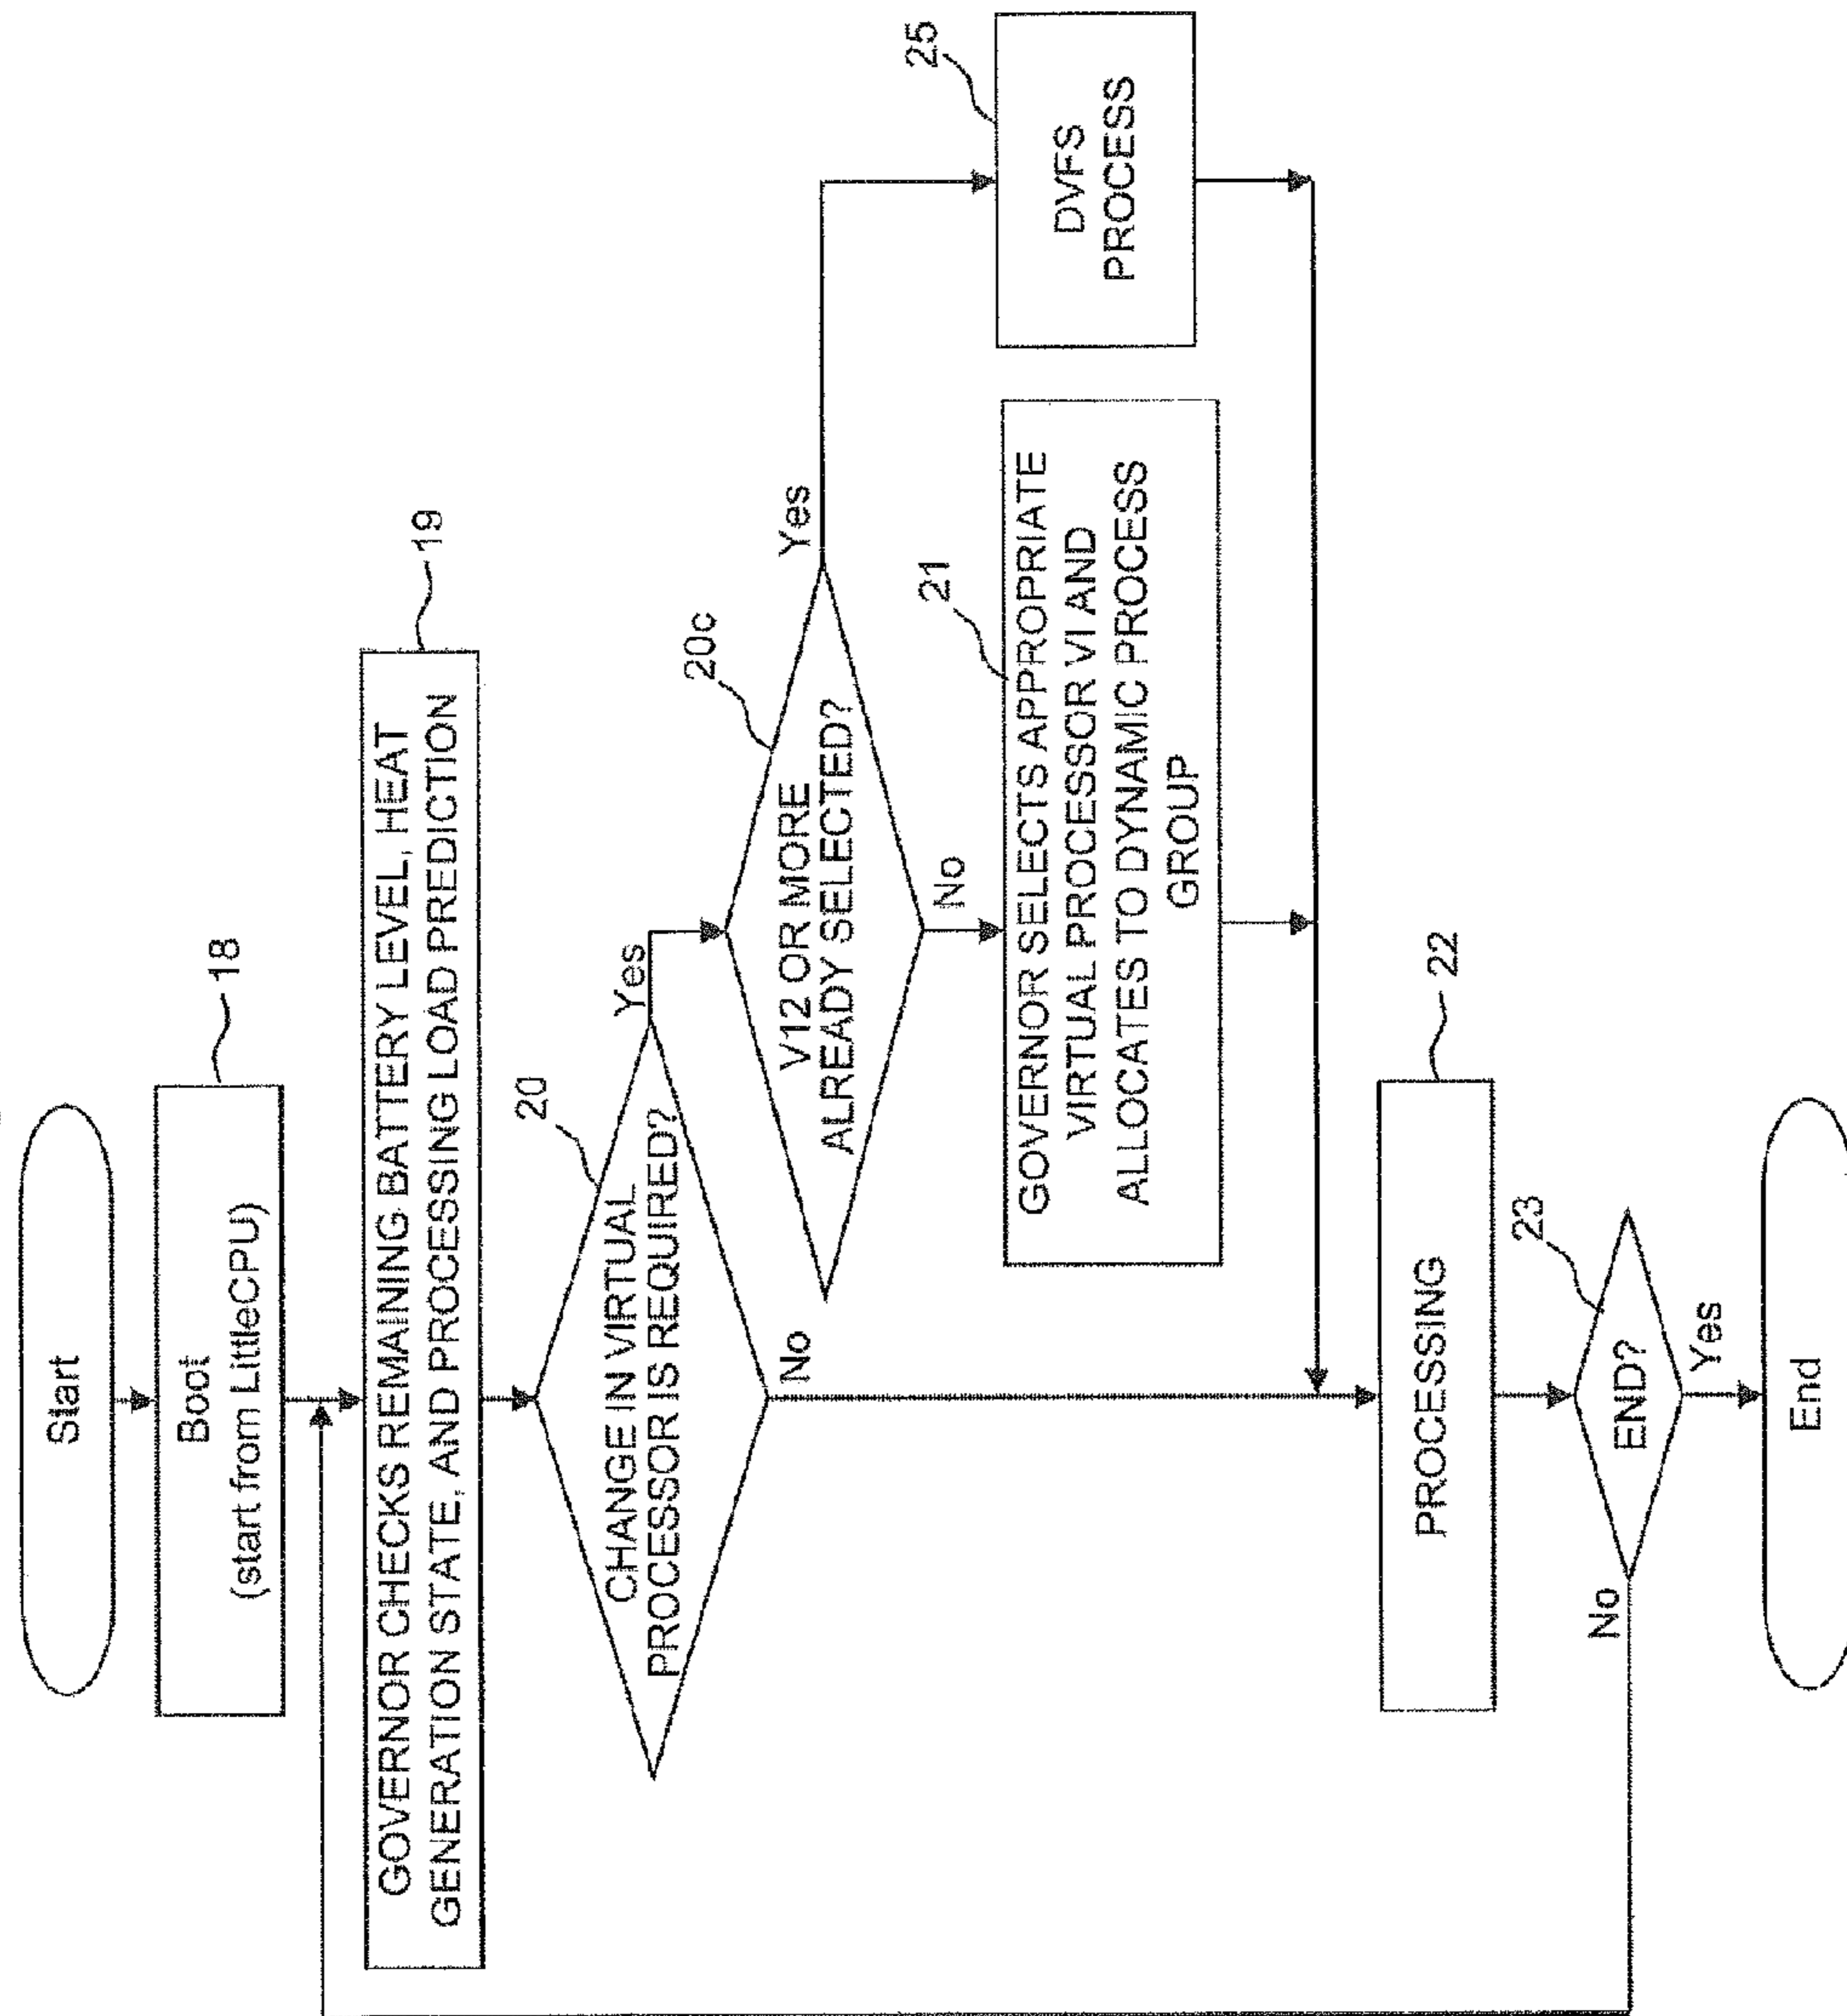 Start
18
Boot
(start from LittleCPU)
19
GOVERNOR CHECKS REMAINING BATTERY LEVEL, HEAT
GENERATION STATE, AND PROCESSING LOAD PREDICTION
20
CHANGE IN VIRTUAL
PROCESSOR IS REQUIRED?
Yes
No
20c
V12 OR MORE
ALREADY SELECTED?
Yes
No
25
DVFS
PROCESS
21
GOVERNOR SELECTS APPROPRIATE
VIRTUAL PROCESSOR VI AND
ALLOCATES TO DYNAMIC PROCESS
GROUP
22
PROCESSING
23
END?
No
Yes
End